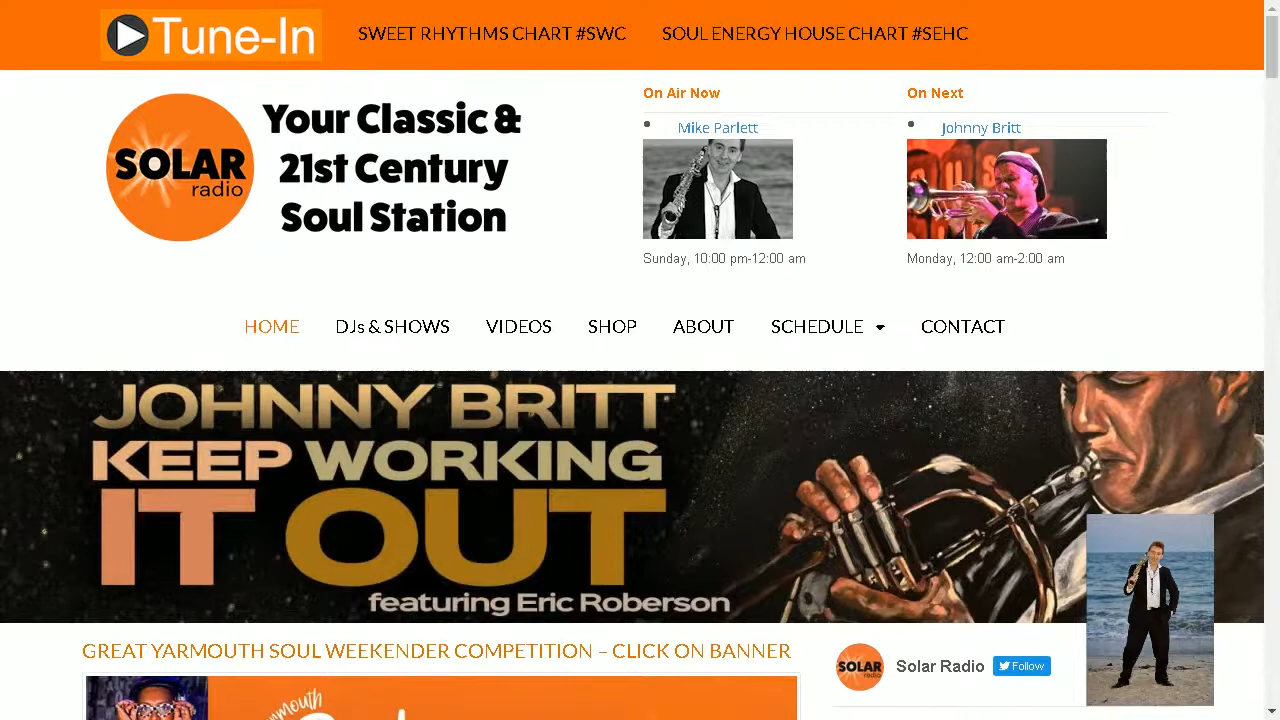 Tune-In
SWEET RHYTHMS CHART #SWC
SOUL ENERGY HOUSE CHART #SEHC
SOLAR
radio
Your Classic &
21st Century
Soul Station
On Air Now
Mike Parlett
Sunday, 10:00 pm-12:00 am
On Next
Johnny Britt
Monday, 12:00 am-2:00 am
HOME
DJs & SHOWS
VIDEOS
SHOP
ABOUT
SCHEDULE
CONTACT
JOHNNY BRITT
KEEP WORKING
IT OUT
featuring Eric Roberson
GREAT YARMOUTH SOUL WEEKENDER COMPETITION – CLICK ON BANNER
SOLAR
radio
Solar Radio
Follow